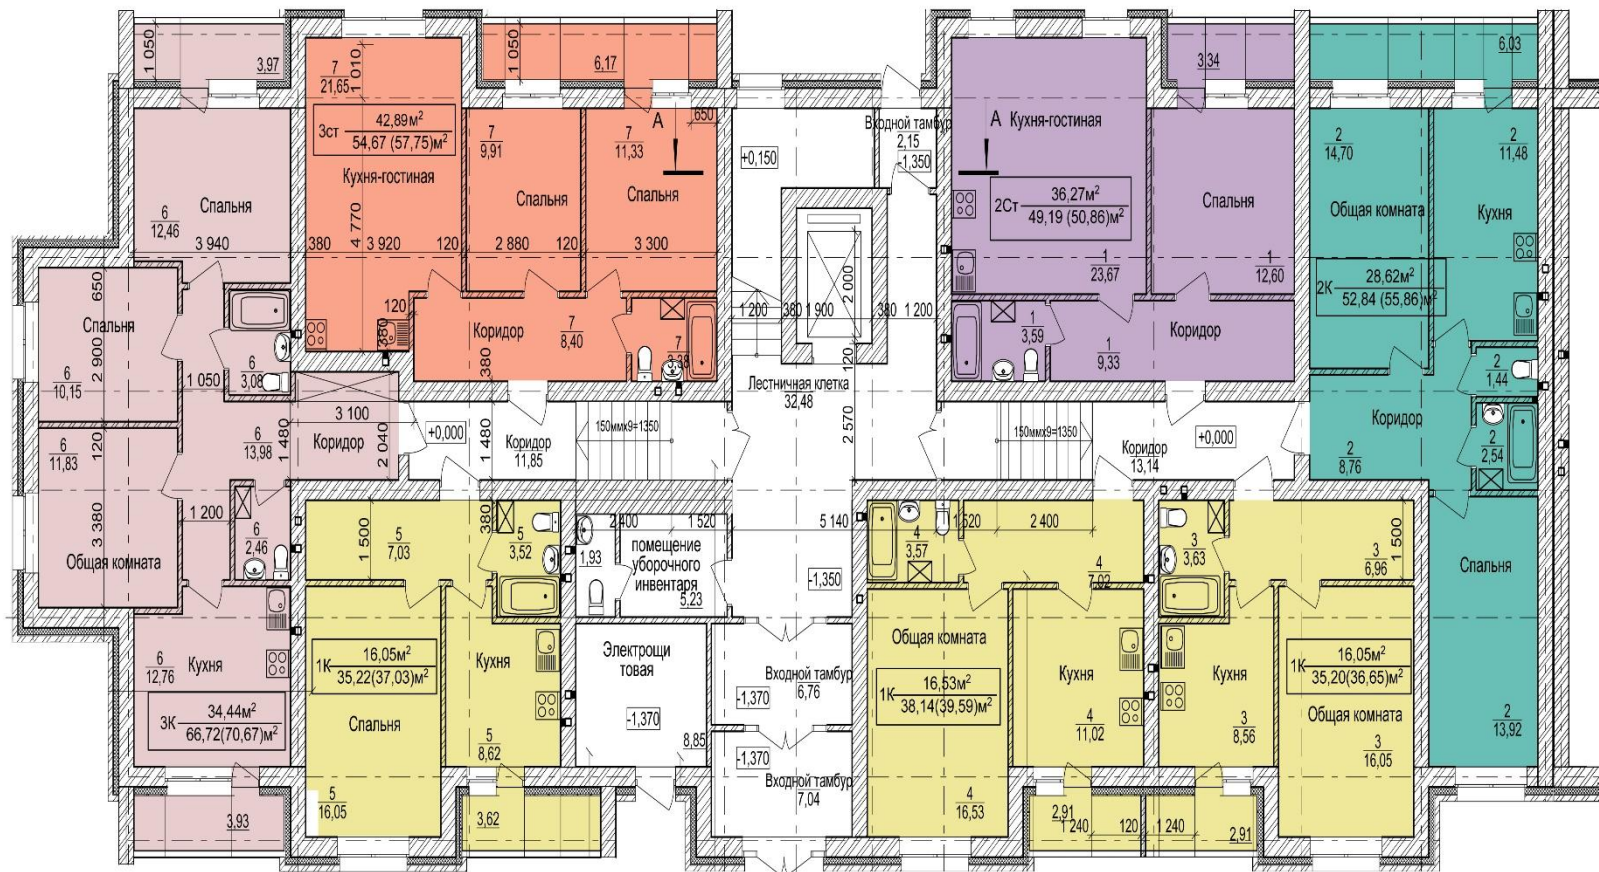 1 050
3,97
7
21,65
1 010
1 050
6,17
3,34
6,03
3ст
42,89м²
54,67 (57,75)м²
Кухня-гостиная
4 770
7
9,91
7
11,33
А
650
Спальня
Спальня
+0,150
Входной тамбур
2,15
-1,350
А
Кухня-гостиная
2Ст
36,27м²
49,19 (50,86)м²
Спальня
2
14,70
2
11,48
Общая комната
Кухня
6
12,46
Спальня
3 940
380
3 920
120
2 880
120
3 300
2 000
1
23,67
1
12,60
2К
28,62м²
52,84 (55,86)м²
650
Спальня
2 900
6
10,15
1 050
6
3,08
120
380
Коридор
7
8,40
380
7
1 200
380
1 900
380
1 200
120
1
3,59
Коридор
1
9,33
2
1,44
Лестничная клетка
32,48
3 100
6
13,98
1 480
Коридор
2 040
+0,000
1 480
Коридор
11,85
150ммх9=1350
2 570
150ммх9=1350
Коридор
13,14
+0,000
Коридор
2
8,76
2
2,54
6
11,83
120
3 380
1 200
Общая комната
6
2,46
1 500
5
7,03
380
5
3,52
2 400
1 520
1,93
помещение
уборочного
инвентаря
5,23
5 140
-1,350
4
3,57
1 520
2 400
4
7,02
3
3,63
1 500
3
6,96
Спальня
6
12,76
Кухня
3К
34,44м²
66,72(70,67)м²
1К
16,05м²
35,22(37,03)м²
Спальня
Кухня
5
8,62
Электрощи
товая
-1,370
8,85
-1,370
Входной тамбур
6,76
-1,370
Входной тамбур
7,04
Общая комната
1К
16,53м²
38,14(39,59)м²
Кухня
4
11,02
Кухня
3
8,56
1К
16,05м²
35,20(36,65)м²
Общая комната
3
16,05
2
13,92
3,93
5
16,05
3,62
4
16,53
2,91
1 240
120
1 240
2,91